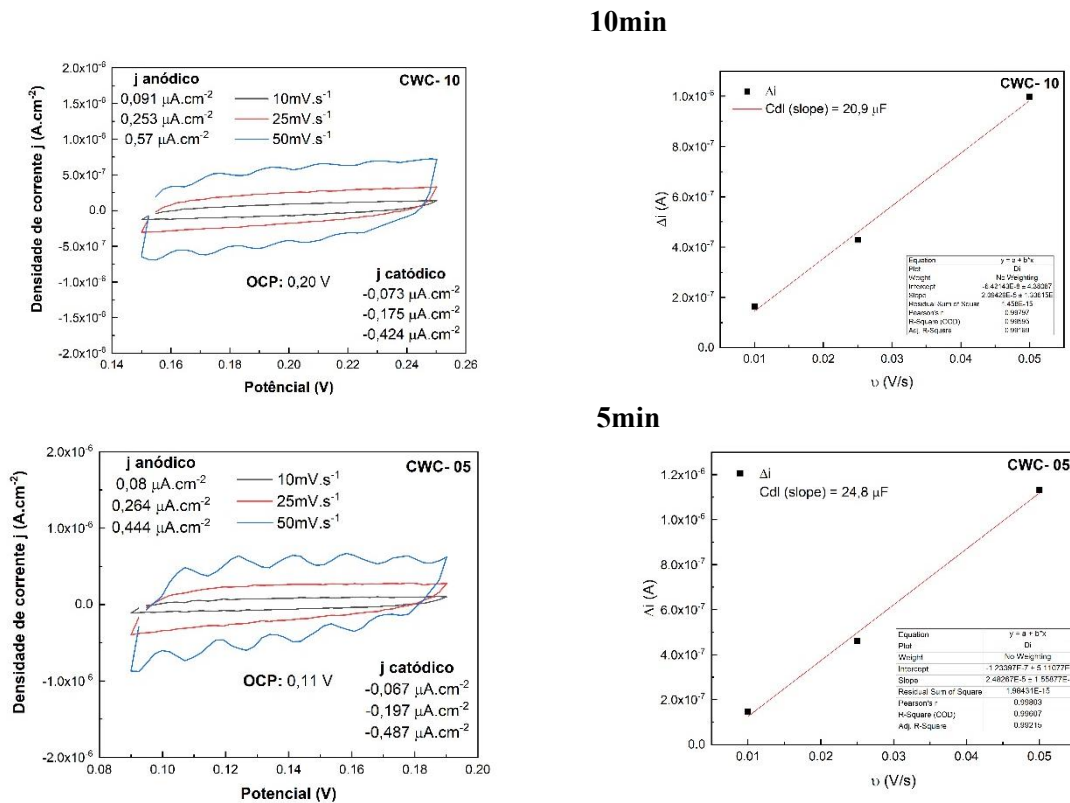 10min
CWC- 10
j anódico
0,091 μA.cm⁻²
0,253 μA.cm⁻²
0,57 μA.cm⁻²
10mV.s⁻¹
25mV.s⁻¹
50mV.s⁻¹
2.0x10⁻⁶
1.5x10⁻⁶
1.0x10⁻⁶
5.0x10⁻⁷
0.0
-5.0x10⁻⁷
-1.0x10⁻⁶
-1.5x10⁻⁶
-2.0x10⁻⁶
Densidade de corrente j (A.cm⁻²)
OCP: 0,20 V
j catódico
-0,073 μA.cm⁻²
-0,175 μA.cm⁻²
-0,424 μA.cm⁻²
0.14 0.16 0.18 0.20 0.22 0.24 0.26
Potêncial (V)
CWC- 10
Δi
Cdl (slope) = 20,9 μF
1.0x10⁻⁶
8.0x10⁻⁷
6.0x10⁻⁷
4.0x10⁻⁷
2.0x10⁻⁷
0.0
Δi (A)
Equation y = a + b*x
Plot Di
Weight No Weighting
Intercept
Slope
Residual Sum of Squar
Pearson's r 0.99797
R-Square (COD) 0.99595
Adj. R-Square
0.01 0.02 0.03 0.04 0.05
υ (V/s)
5min
CWC- 05
j anódico
0,08 μA.cm⁻²
0,264 μA.cm⁻²
0,444 μA.cm⁻²
10mV.s⁻¹
25mV.s⁻¹
50mV.s⁻¹
2.0x10⁻⁶
1.0x10⁻⁶
0.0
-1.0x10⁻⁶
-2.0x10⁻⁶
Densidade de corrente j (A.cm⁻²)
OCP: 0,11 V
j catódico
-0,067 μA.cm⁻²
-0,197 μA.cm⁻²
-0,487 μA.cm⁻²
0.08 0.10 0.12 0.14 0.16 0.18 0.20
Potencial (V)
CWC- 05
Δi
Cdl (slope) = 24,8 μF
1.2x10⁻⁶
1.0x10⁻⁶
8.0x10⁻⁷
6.0x10⁻⁷
4.0x10⁻⁷
2.0x10⁻⁷
0.0
Δi (A)
Equation y = a + b*x
Plot Di
Weight No Weighting
Intercept
Slope
Residual Sum of Square
Pearson's r 0.99803
R-Square (COD) 0.99607
Adj. R-Square 0.99215
0.01 0.02 0.03 0.04 0.05
υ (V/s)